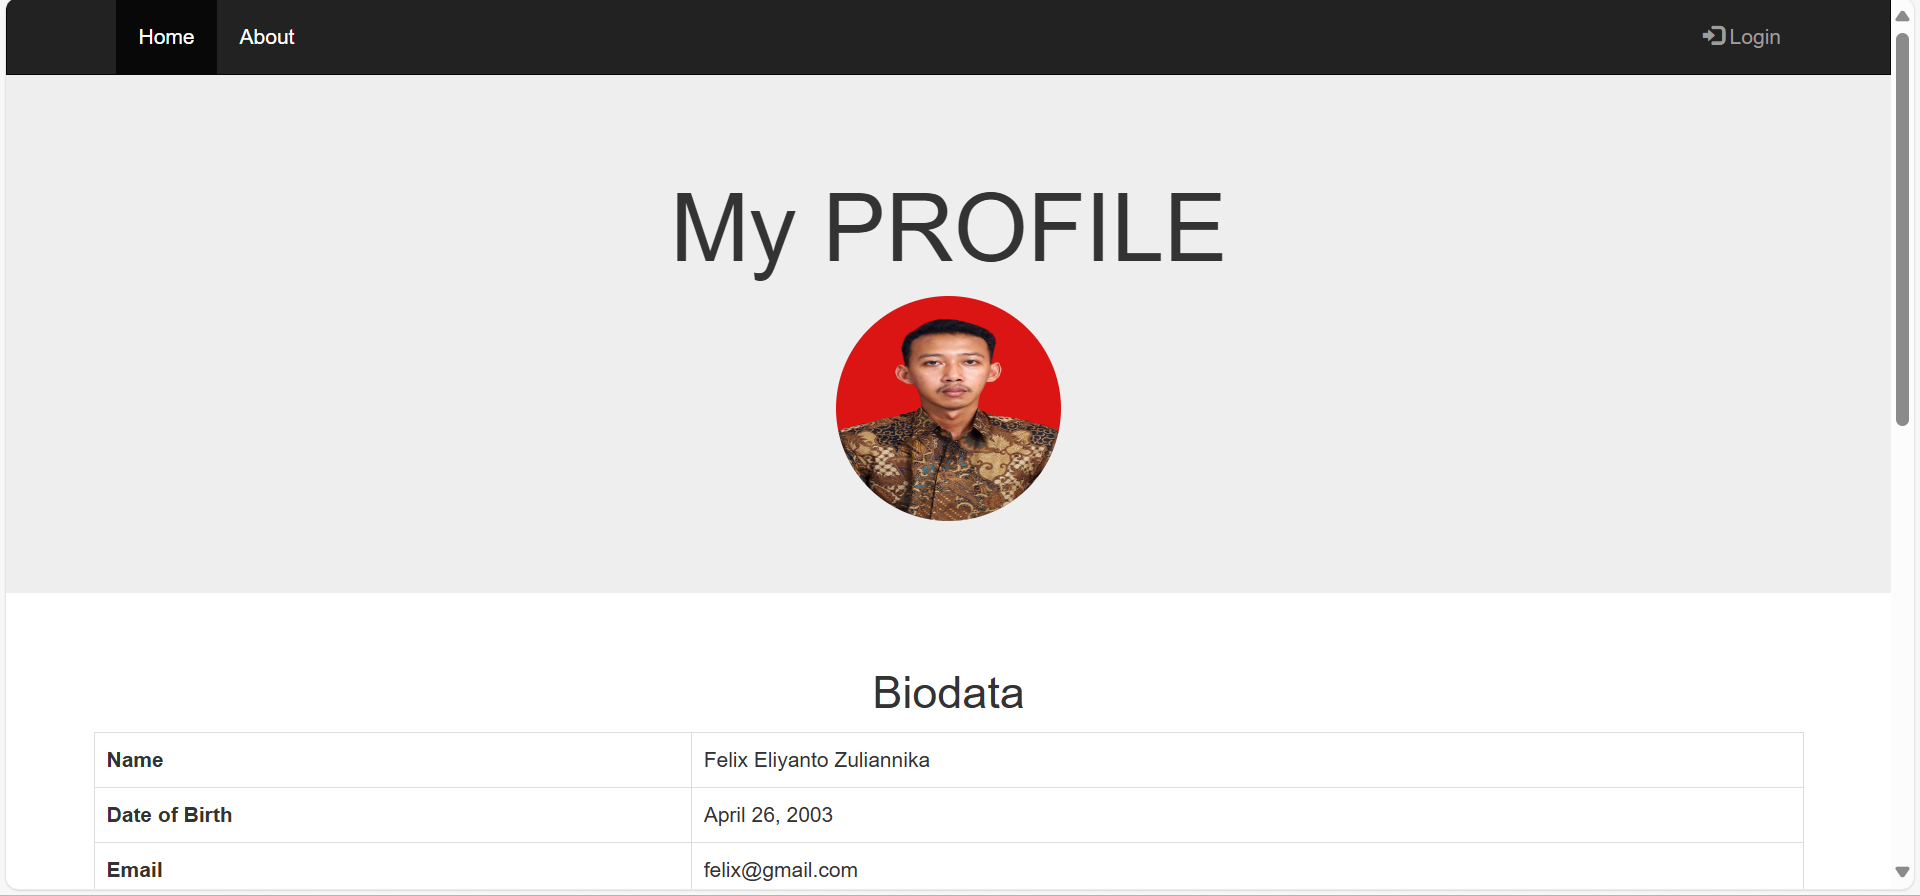 Home About Login
My PROFILE
Biodata
Name Felix Eliyanto Zuliannika
Date of Birth April 26, 2003
Email felix@gmail.com